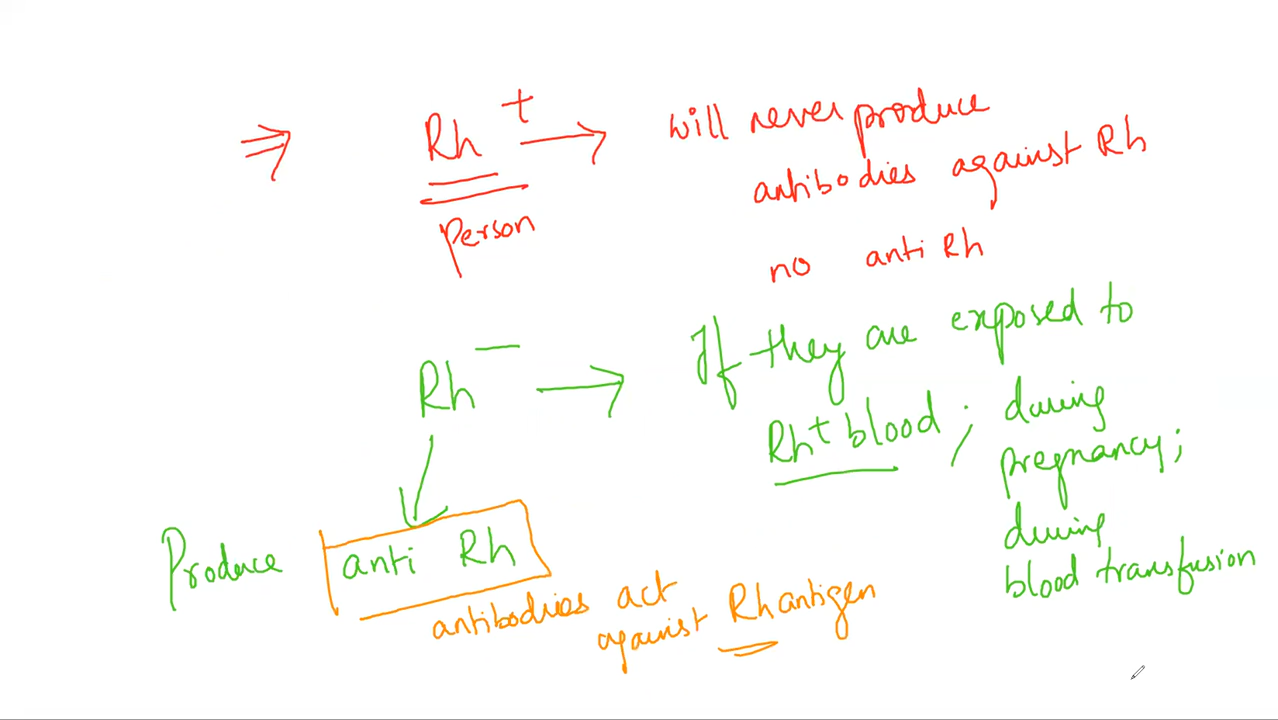 ⇒ Rh⁺ → will never produce
person antibodies against Rh
no anti Rh
Rh⁻ → If they are exposed to
Rh⁺ blood ; during
pregnancy;
during
blood transfusion
Produce anti Rh
antibodies act
against Rh antigen